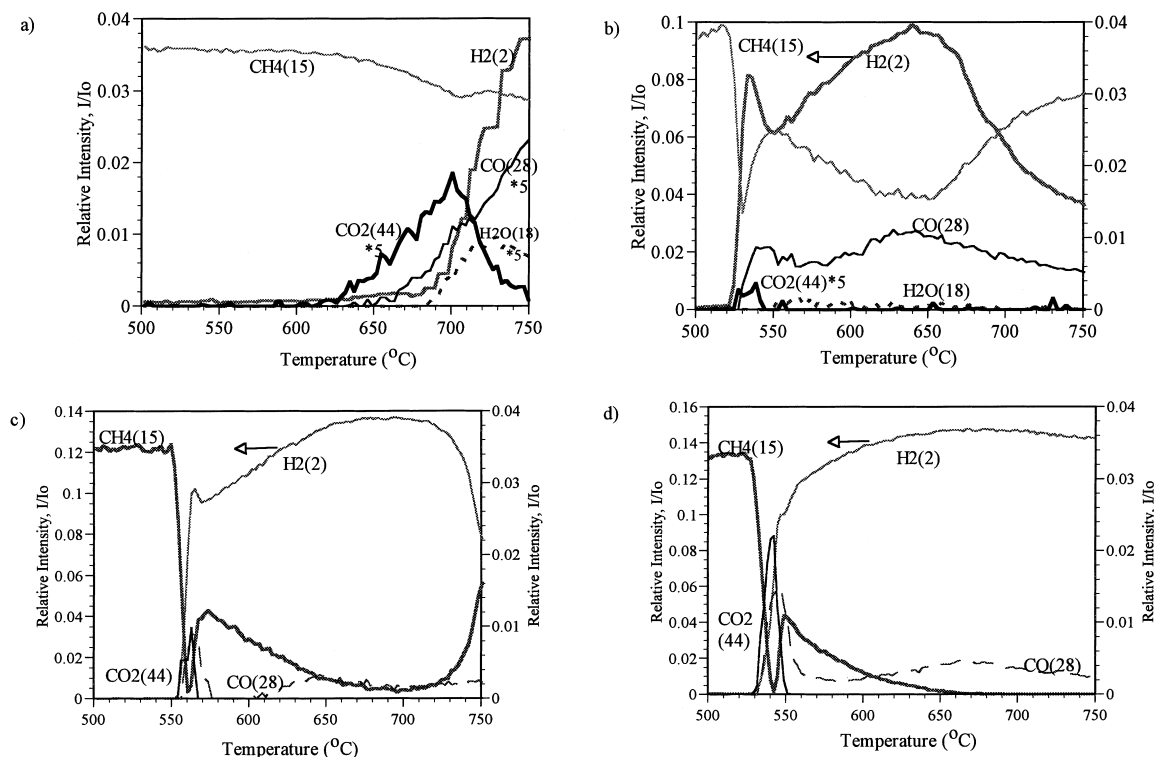 a)
0.04
0.03
0.02
0.01
0
Relative Intensity, I/Io
CH4(15)
H2(2)
CO(28)
*5
CO2(44)
*5
H2O(18)
*5
500 550 600 650 700 750
Temperature (°C)
b)
0.1
0.08
0.06
0.04
0.02
0
Relative Intensity, I/Io
CH4(15)
H2(2)
CO(28)
CO2(44)*5
H2O(18)
0.04
0.03
0.02
0.01
0
500 550 600 650 700 750
Temperature (°C)
c)
0.14
0.12
0.1
0.08
0.06
0.04
0.02
0
Relative Intensity, I/Io
CH4(15)
H2(2)
CO2(44)
CO(28)
0.04
0.03
0.02
0.01
0
Relative Intensity, I/Io
500 550 600 650 700 750
Temperature (°C)
d)
0.16
0.14
0.12
0.1
0.08
0.06
0.04
0.02
0
Relative Intensity, I/Io
CH4(15)
H2(2)
CO2
(44)
CO(28)
0.04
0.03
0.02
0.01
0
Relative Intensity, I/Io
500 550 600 650 700 750
Temperature (°C)